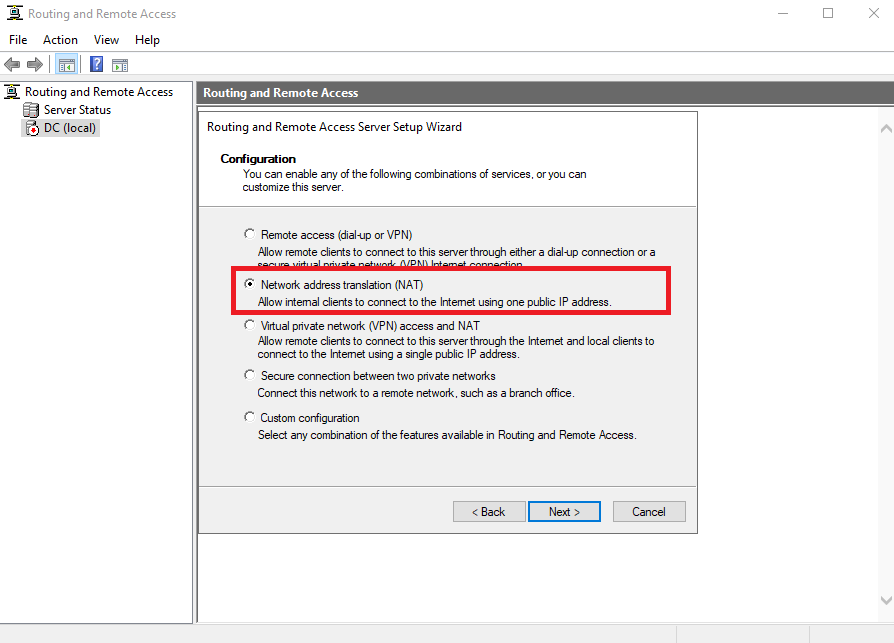 Routing and Remote Access
File Action View Help
Routing and Remote Access
Server Status
DC (local)
Routing and Remote Access
Routing and Remote Access Server Setup Wizard
Configuration
You can enable any of the following combinations of services, or you can
customize this server.
Remote access (dial-up or VPN)
Allow remote clients to connect to this server through either a dial-up connection or a
secure virtual private network (VPN) Internet connection.
Network address translation (NAT)
Allow internal clients to connect to the Internet using one public IP address.
Virtual private network (VPN) access and NAT
Allow remote clients to connect to this server through the Internet and local clients to
connect to the Internet using a single public IP address.
Secure connection between two private networks
Connect this network to a remote network, such as a branch office.
Custom configuration
Select any combination of the features available in Routing and Remote Access.
< Back Next > Cancel